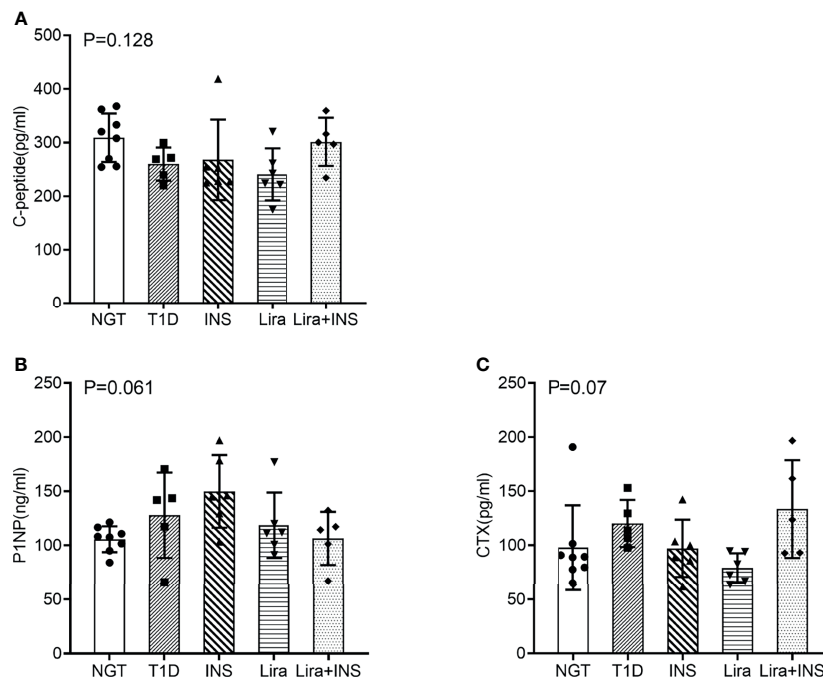 A
P=0.128
C-peptide(pg/ml)
500
400
300
200
100
0
NGT T1D INS Lira Lira+INS
B
P=0.061
P1NP(ng/ml)
250
200
150
100
50
0
NGT T1D INS Lira Lira+INS
C
P=0.07
CTX(pg/ml)
250
200
150
100
50
0
NGT T1D INS Lira Lira+INS